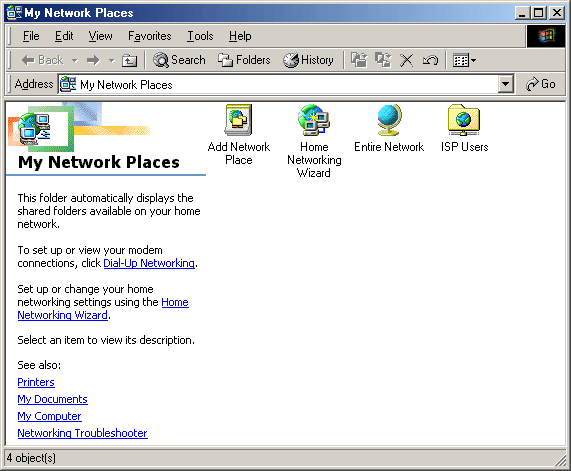 My Network Places
File Edit View Favorites Tools Help
Back Search Folders History
Address My Network Places Go
My Network Places
This folder automatically displays the
shared folders available on your home
network.
To set up or view your modem
connections, click Dial-Up Networking.
Set up or change your home
networking settings using the Home
Networking Wizard.
Select an item to view its description.
See also:
Printers
My Documents
My Computer
Networking Troubleshooter
Add Network
Place
Home
Networking
Wizard
Entire Network
ISP Users
4 object(s)